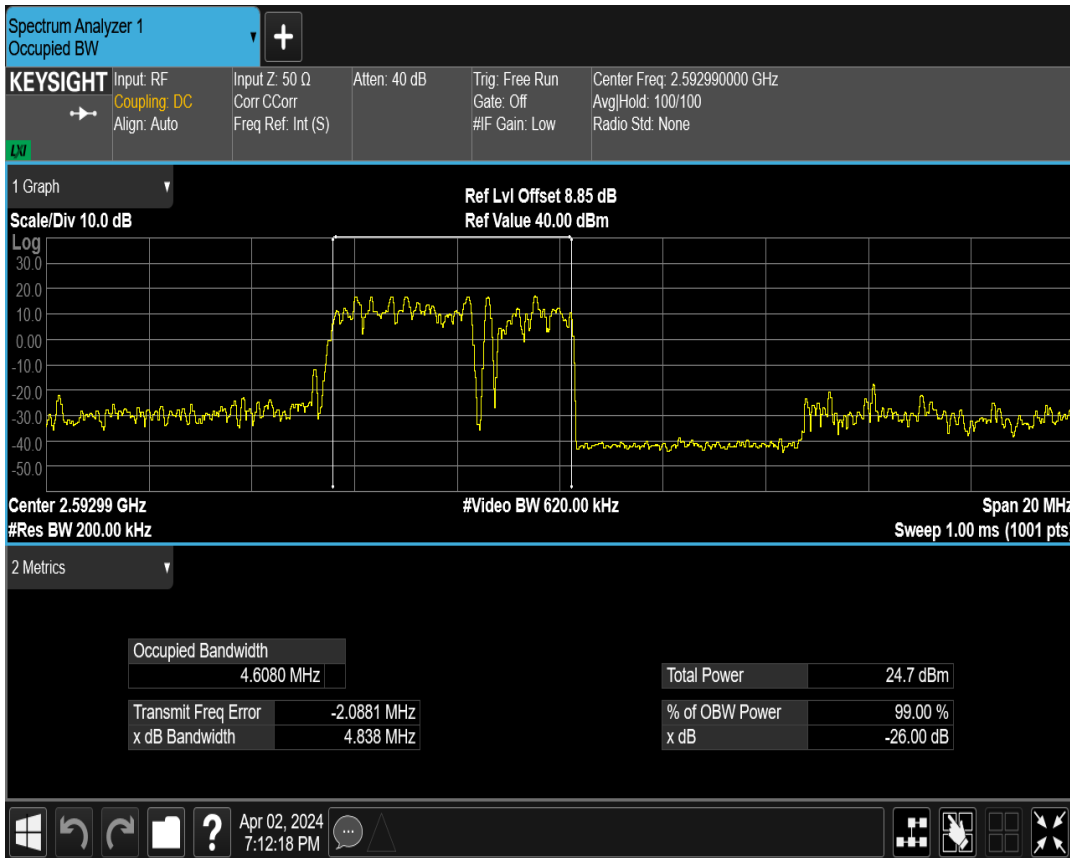 Spectrum Analyzer 1
Occupied BW
KEYSIGHT
LXI
Input: RF
Coupling: DC
Align: Auto
Input Z: 50 Ω
Corr CCorr
Freq Ref: Int (S)
Atten: 40 dB
Trig: Free Run
Gate: Off
#IF Gain: Low
Center Freq: 2.592990000 GHz
Avg|Hold: 100/100
Radio Std: None
1 Graph
Scale/Div 10.0 dB
Ref Lvl Offset 8.85 dB
Ref Value 40.00 dBm
Log
30.0
20.0
10.0
0.00
-10.0
-20.0
-30.0
-40.0
-50.0
Center 2.59299 GHz
#Video BW 620.00 kHz
Span 20 MHz
#Res BW 200.00 kHz
Sweep 1.00 ms (1001 pts)
2 Metrics
Occupied Bandwidth
4.6080 MHz
Total Power 24.7 dBm
Transmit Freq Error -2.0881 MHz
% of OBW Power 99.00 %
x dB Bandwidth 4.838 MHz
x dB -26.00 dB
?
Apr 02, 2024
7:12:18 PM